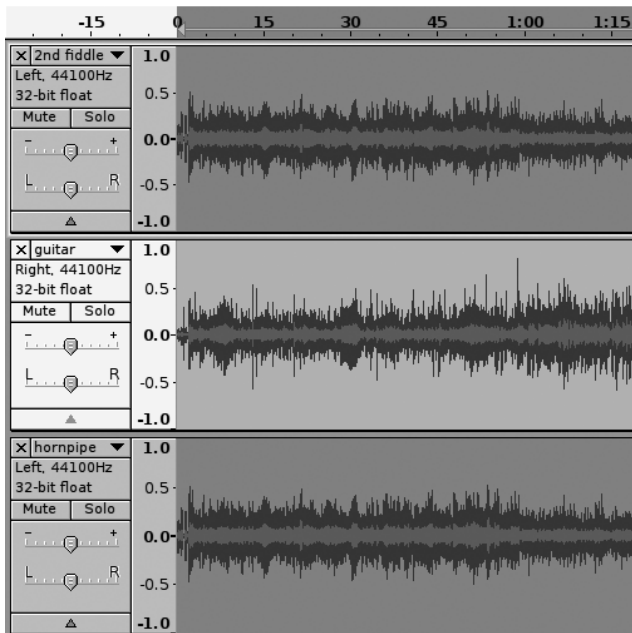 -15 0 15 30 45 1:00 1:15
× 2nd fiddle 1.0
Left, 44100Hz
32-bit float 0.5
Mute Solo
- + 0.0
L R -0.5
-1.0
× guitar 1.0
Right, 44100Hz
32-bit float 0.5
Mute Solo
- + 0.0
L R -0.5
-1.0
× hornpipe 1.0
Left, 44100Hz
32-bit float 0.5
Mute Solo
- + 0.0
L R -0.5
-1.0